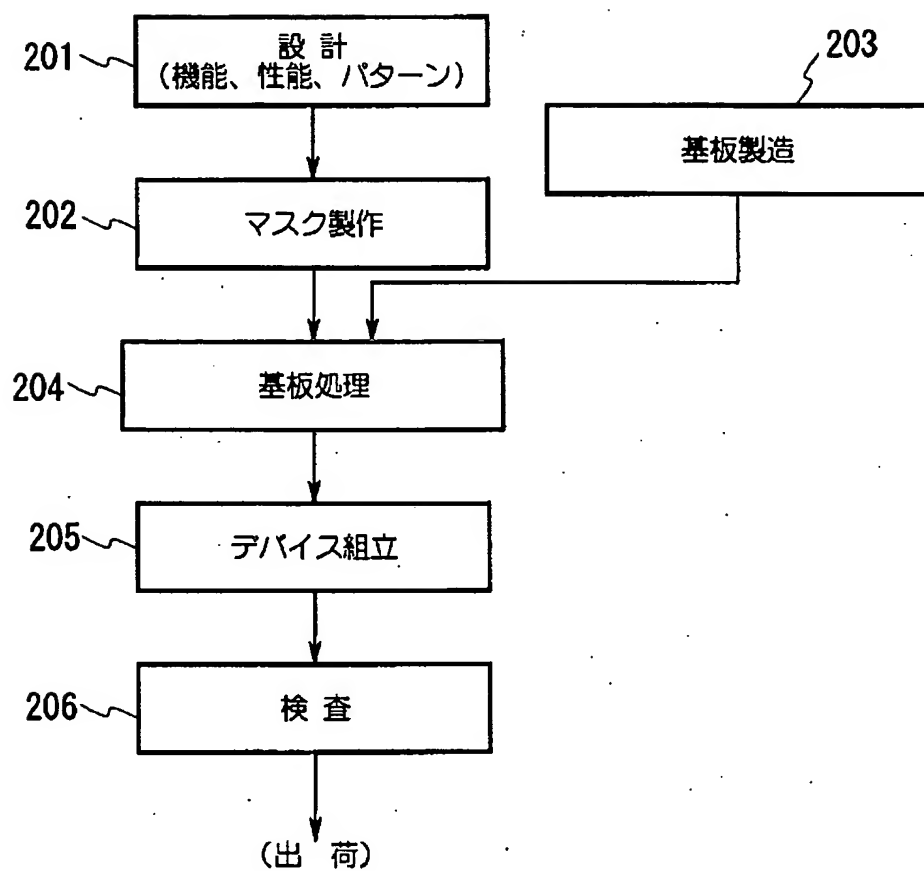 201
設 計
(機能、性能、パターン)
203
基板製造
202
マスク製作
204
基板処理
205
デバイス組立
206
検 査
(出 荷)